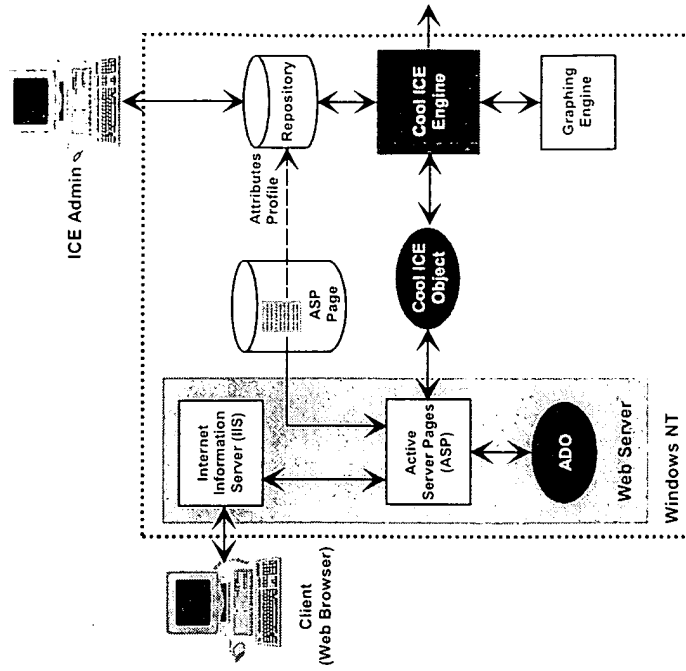 ICE Admin
Client
(Web Browser)
Internet
Information
Server (IIS)
ASP
Page
Attributes
Profile
Repository
Active
Server Pages
(ASP)
Cool ICE
Object
Cool ICE
Engine
ADO
Graphing
Engine
Web Server
Windows NT